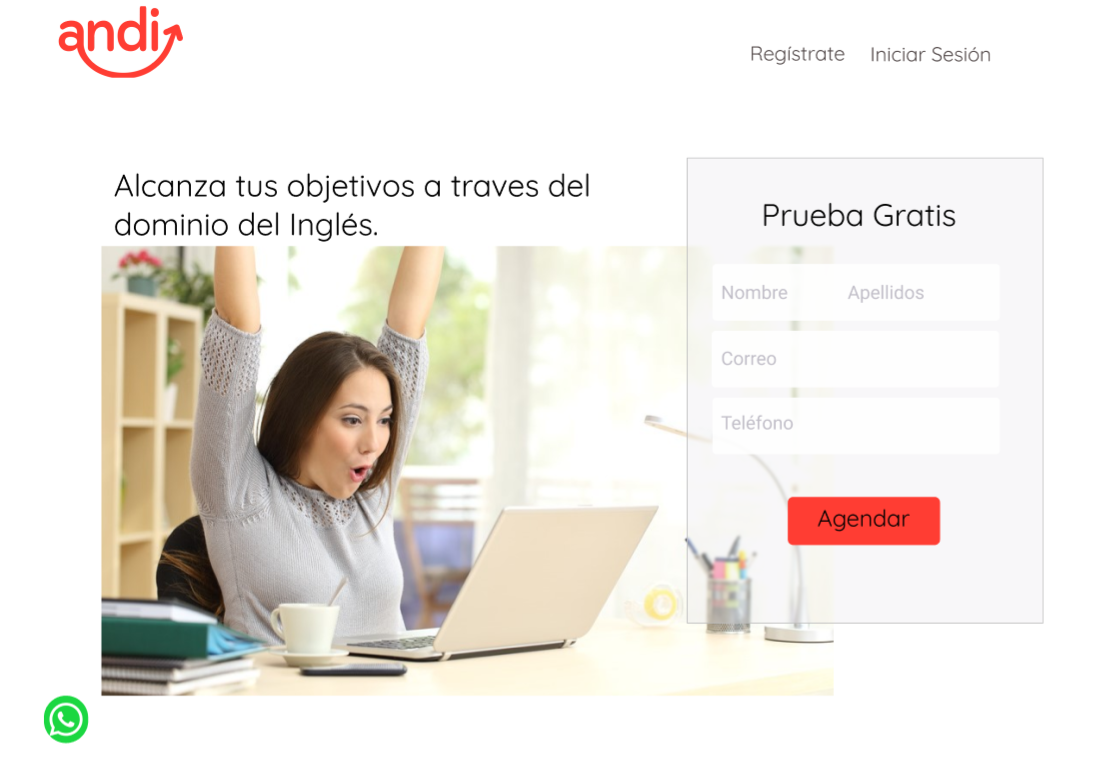 andi
Regístrate Iniciar Sesión
Alcanza tus objetivos a traves del
dominio del Inglés.
Prueba Gratis
Nombre Apellidos
Correo
Teléfono
Agendar